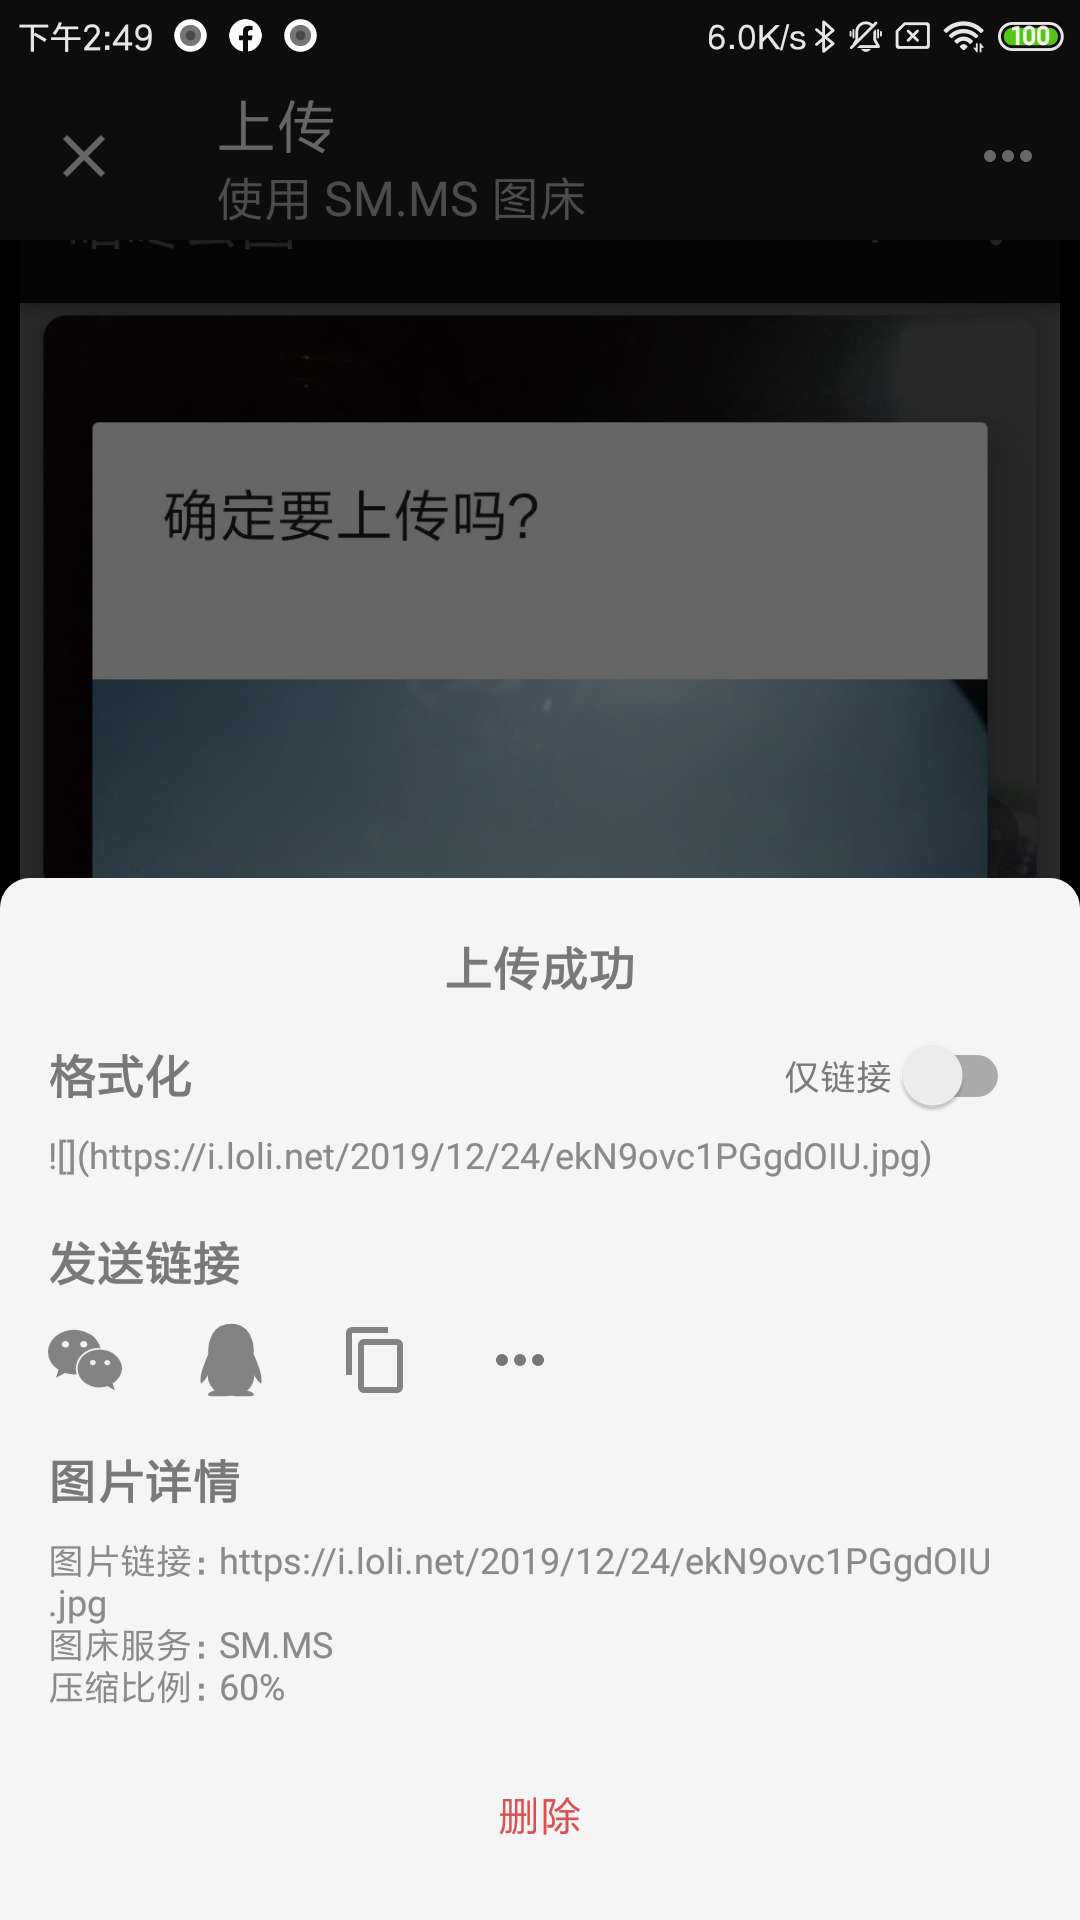 下午2:49
6.0K/s
100
上传
使用 SM.MS 图床
确定要上传吗?
上传成功
格式化
仅链接
![](https://i.loli.net/2019/12/24/ekN9ovc1PGgdOIU.jpg)
发送链接
图片详情
图片链接: https://i.loli.net/2019/12/24/ekN9ovc1PGgdOIU
.jpg
图床服务: SM.MS
压缩比例: 60%
删除